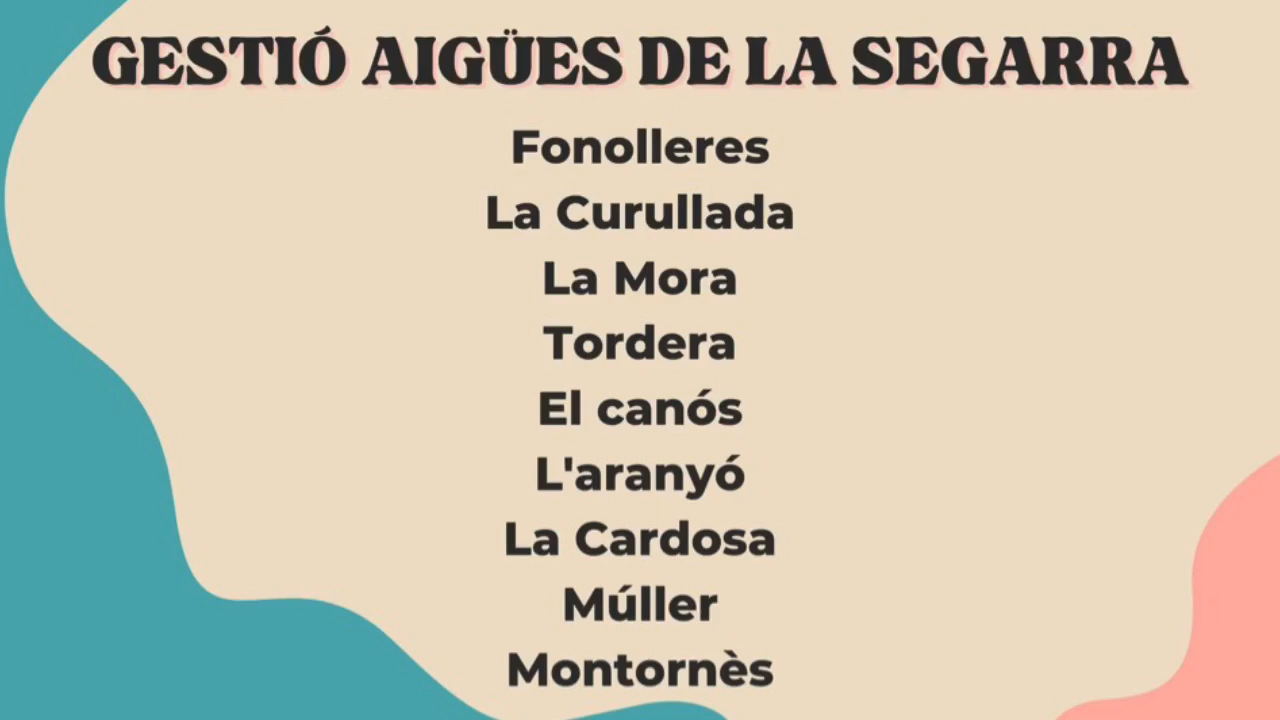 GESTIÓ AIGÜES DE LA SEGARRA
Fonolleres
La Curullada
La Mora
Tordera
El canós
L'aranyó
La Cardosa
Múller
Montornès